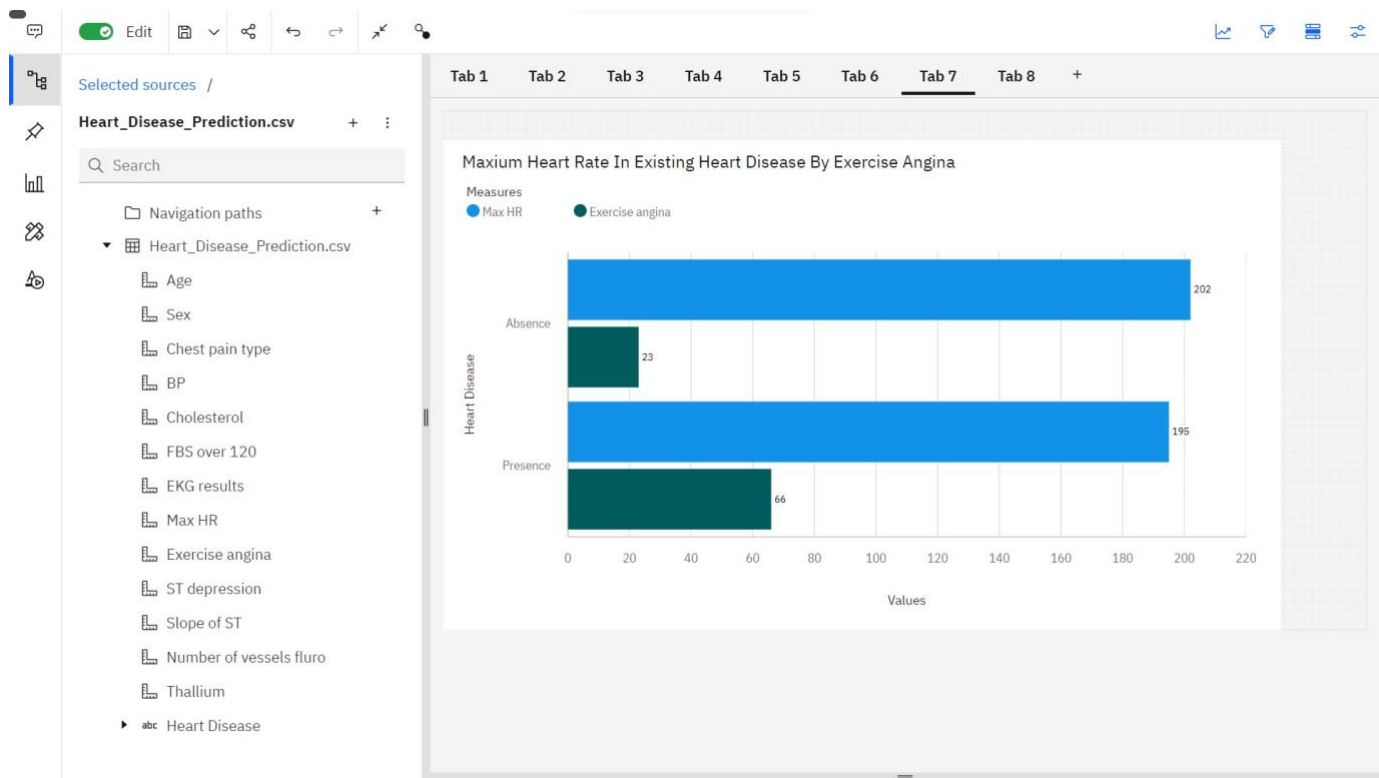 Edit
Selected sources /
Heart_Disease_Prediction.csv
Search
Navigation paths
Heart_Disease_Prediction.csv
Age
Sex
Chest pain type
BP
Cholesterol
FBS over 120
EKG results
Max HR
Exercise angina
ST depression
Slope of ST
Number of vessels fluro
Thallium
abc Heart Disease
Tab 1 Tab 2 Tab 3 Tab 4 Tab 5 Tab 6 Tab 7 Tab 8 +
Maxium Heart Rate In Existing Heart Disease By Exercise Angina
Measures
Max HR Exercise angina
202
Absence
23
Heart Disease
195
Presence
66
0 20 40 60 80 100 120 140 160 180 200 220
Values